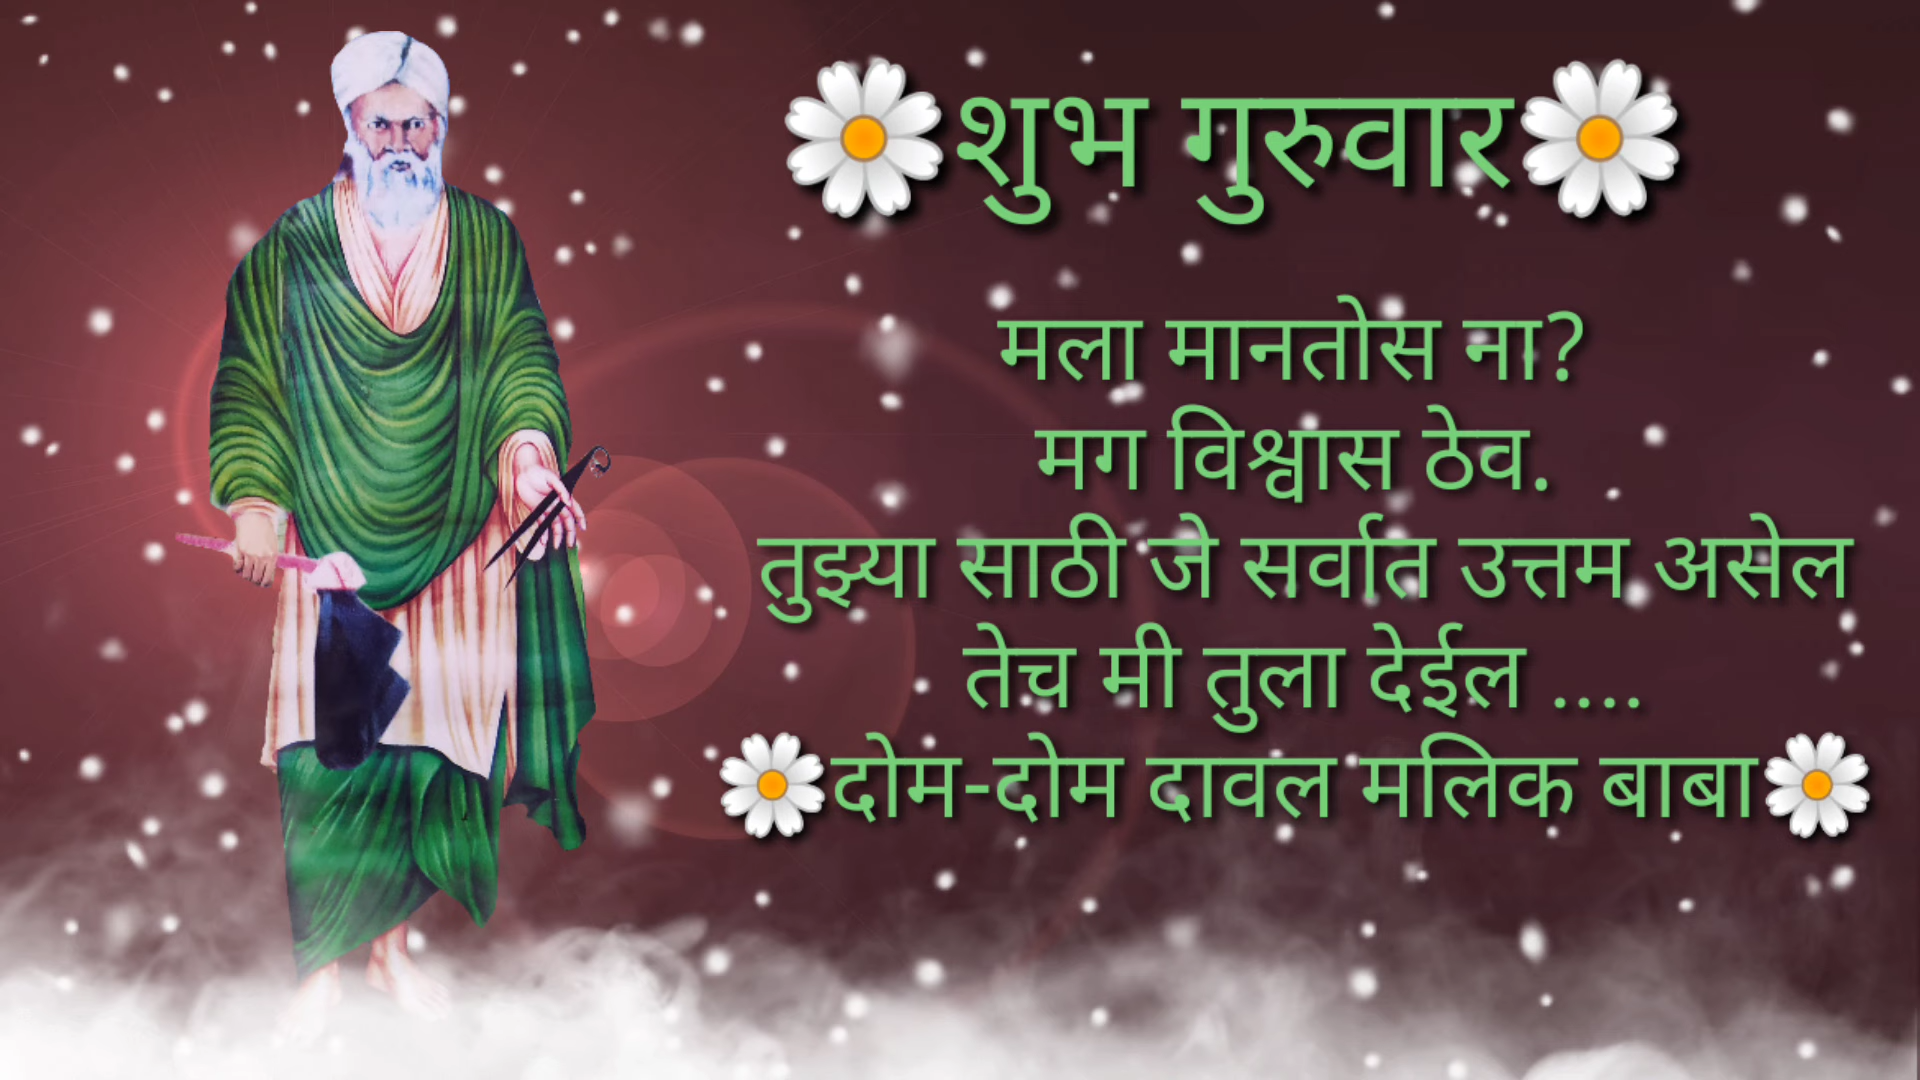 🌼शुभ गुरुवार🌼
मला मानतोस ना?
मग विश्वास ठेव.
तुझ्या साठी जे सर्वात उत्तम असेल
तेच मी तुला देईल ....
🌼दोम-दोम दावल मलिक बाबा🌼